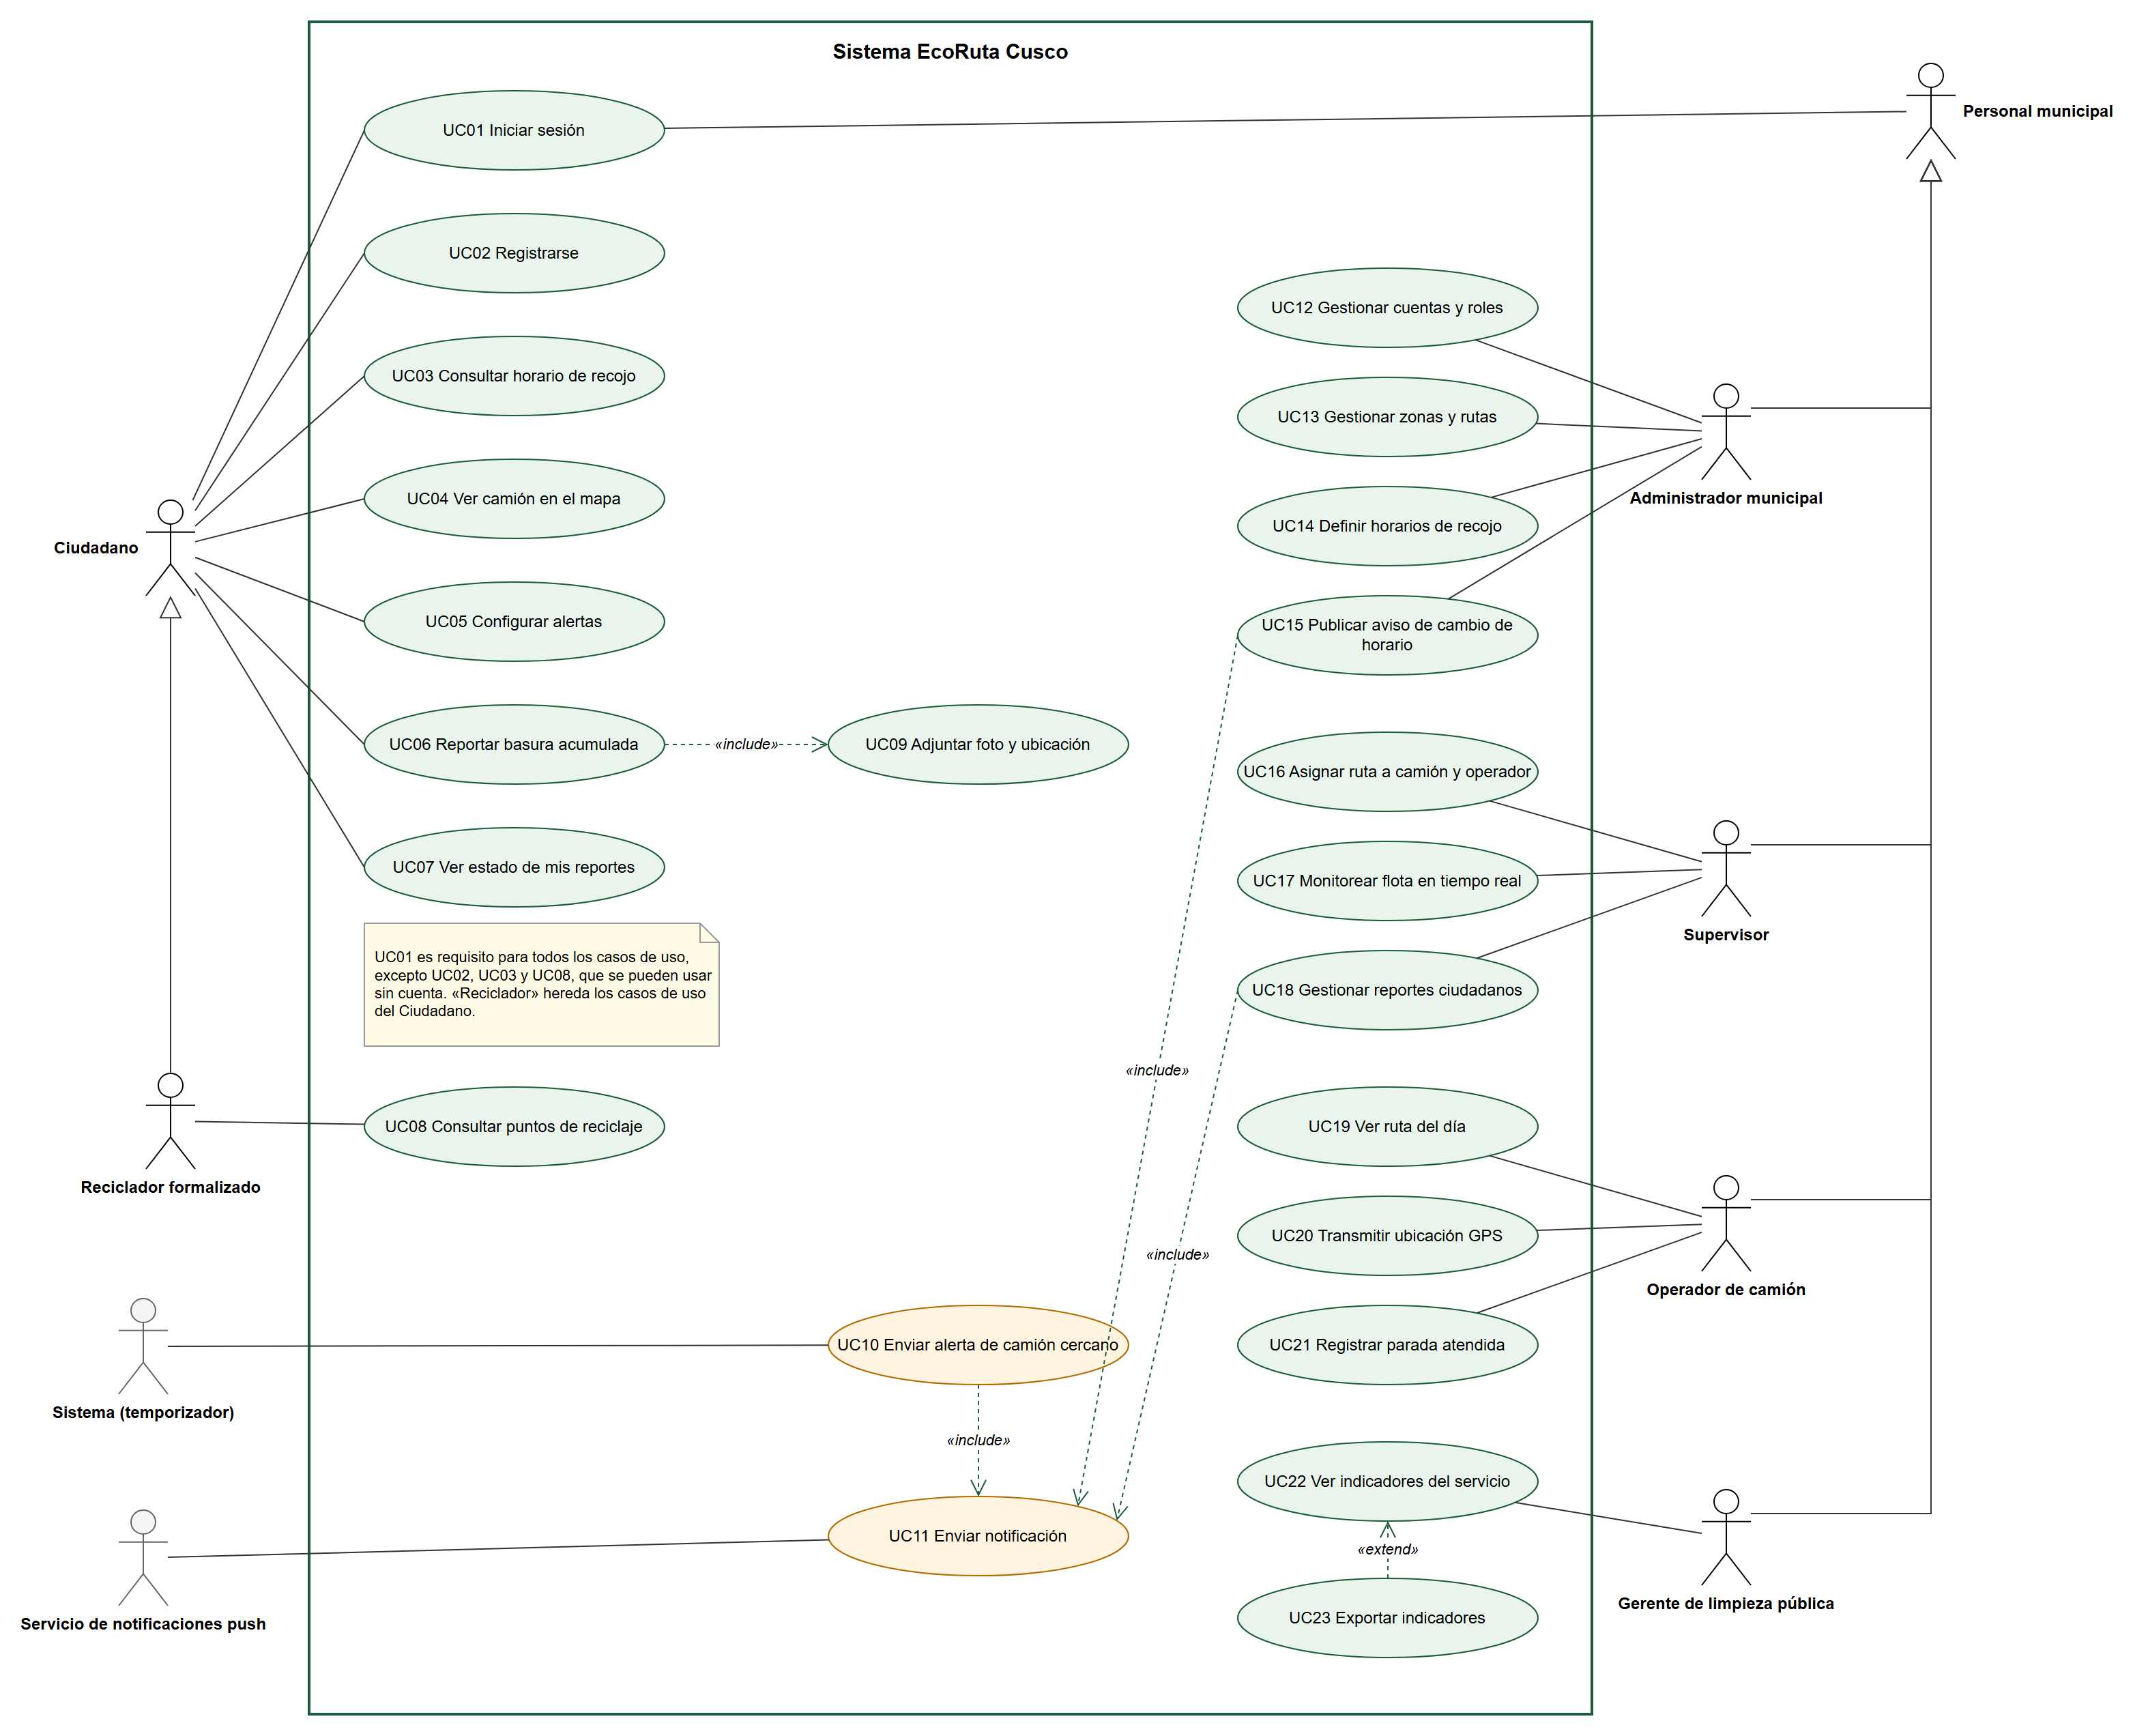 Sistema EcoRuta Cusco
Personal municipal
UC01 Iniciar sesión
UC02 Registrarse
UC12 Gestionar cuentas y roles
UC03 Consultar horario de recojo
UC13 Gestionar zonas y rutas
Administrador municipal
UC04 Ver camión en el mapa
UC14 Definir horarios de recojo
Ciudadano
UC05 Configurar alertas
UC15 Publicar aviso de cambio de
horario
UC06 Reportar basura acumulada
«include»
UC09 Adjuntar foto y ubicación
UC16 Asignar ruta a camión y operador
UC07 Ver estado de mis reportes
UC17 Monitorear flota en tiempo real
Supervisor
UC01 es requisito para todos los casos de uso,
excepto UC02, UC03 y UC08, que se pueden usar
sin cuenta. «Reciclador» hereda los casos de uso
del Ciudadano.
UC18 Gestionar reportes ciudadanos
«include»
UC08 Consultar puntos de reciclaje
UC19 Ver ruta del día
Reciclador formalizado
UC20 Transmitir ubicación GPS
«include»
Operador de camión
UC10 Enviar alerta de camión cercano
UC21 Registrar parada atendida
Sistema (temporizador)
«include»
UC22 Ver indicadores del servicio
UC11 Enviar notificación
«extend»
Gerente de limpieza pública
UC23 Exportar indicadores
Servicio de notificaciones push